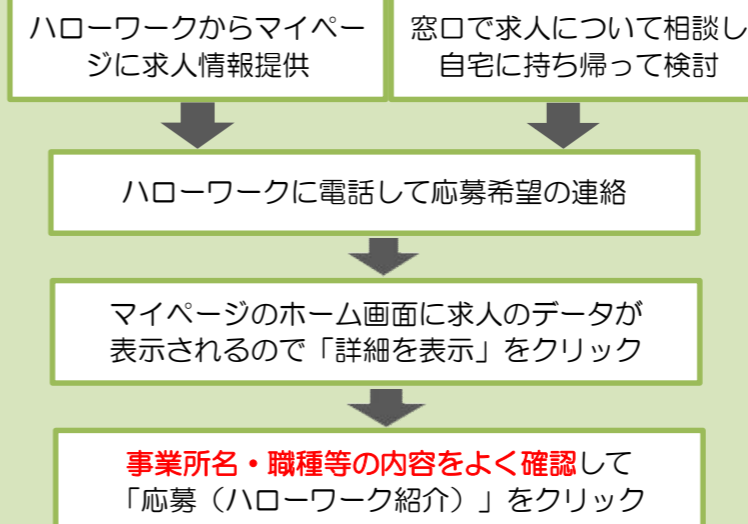 ハローワークからマイペー
ジに求人情報提供
窓口で求人について相談し
自宅に持ち帰って検討
ハローワークに電話して応募希望の連絡
マイページのホーム画面に求人のデータが
表示されるので「詳細を表示」をクリック
事業所名・職種等の内容をよく確認して
「応募（ハローワーク紹介）」をクリック